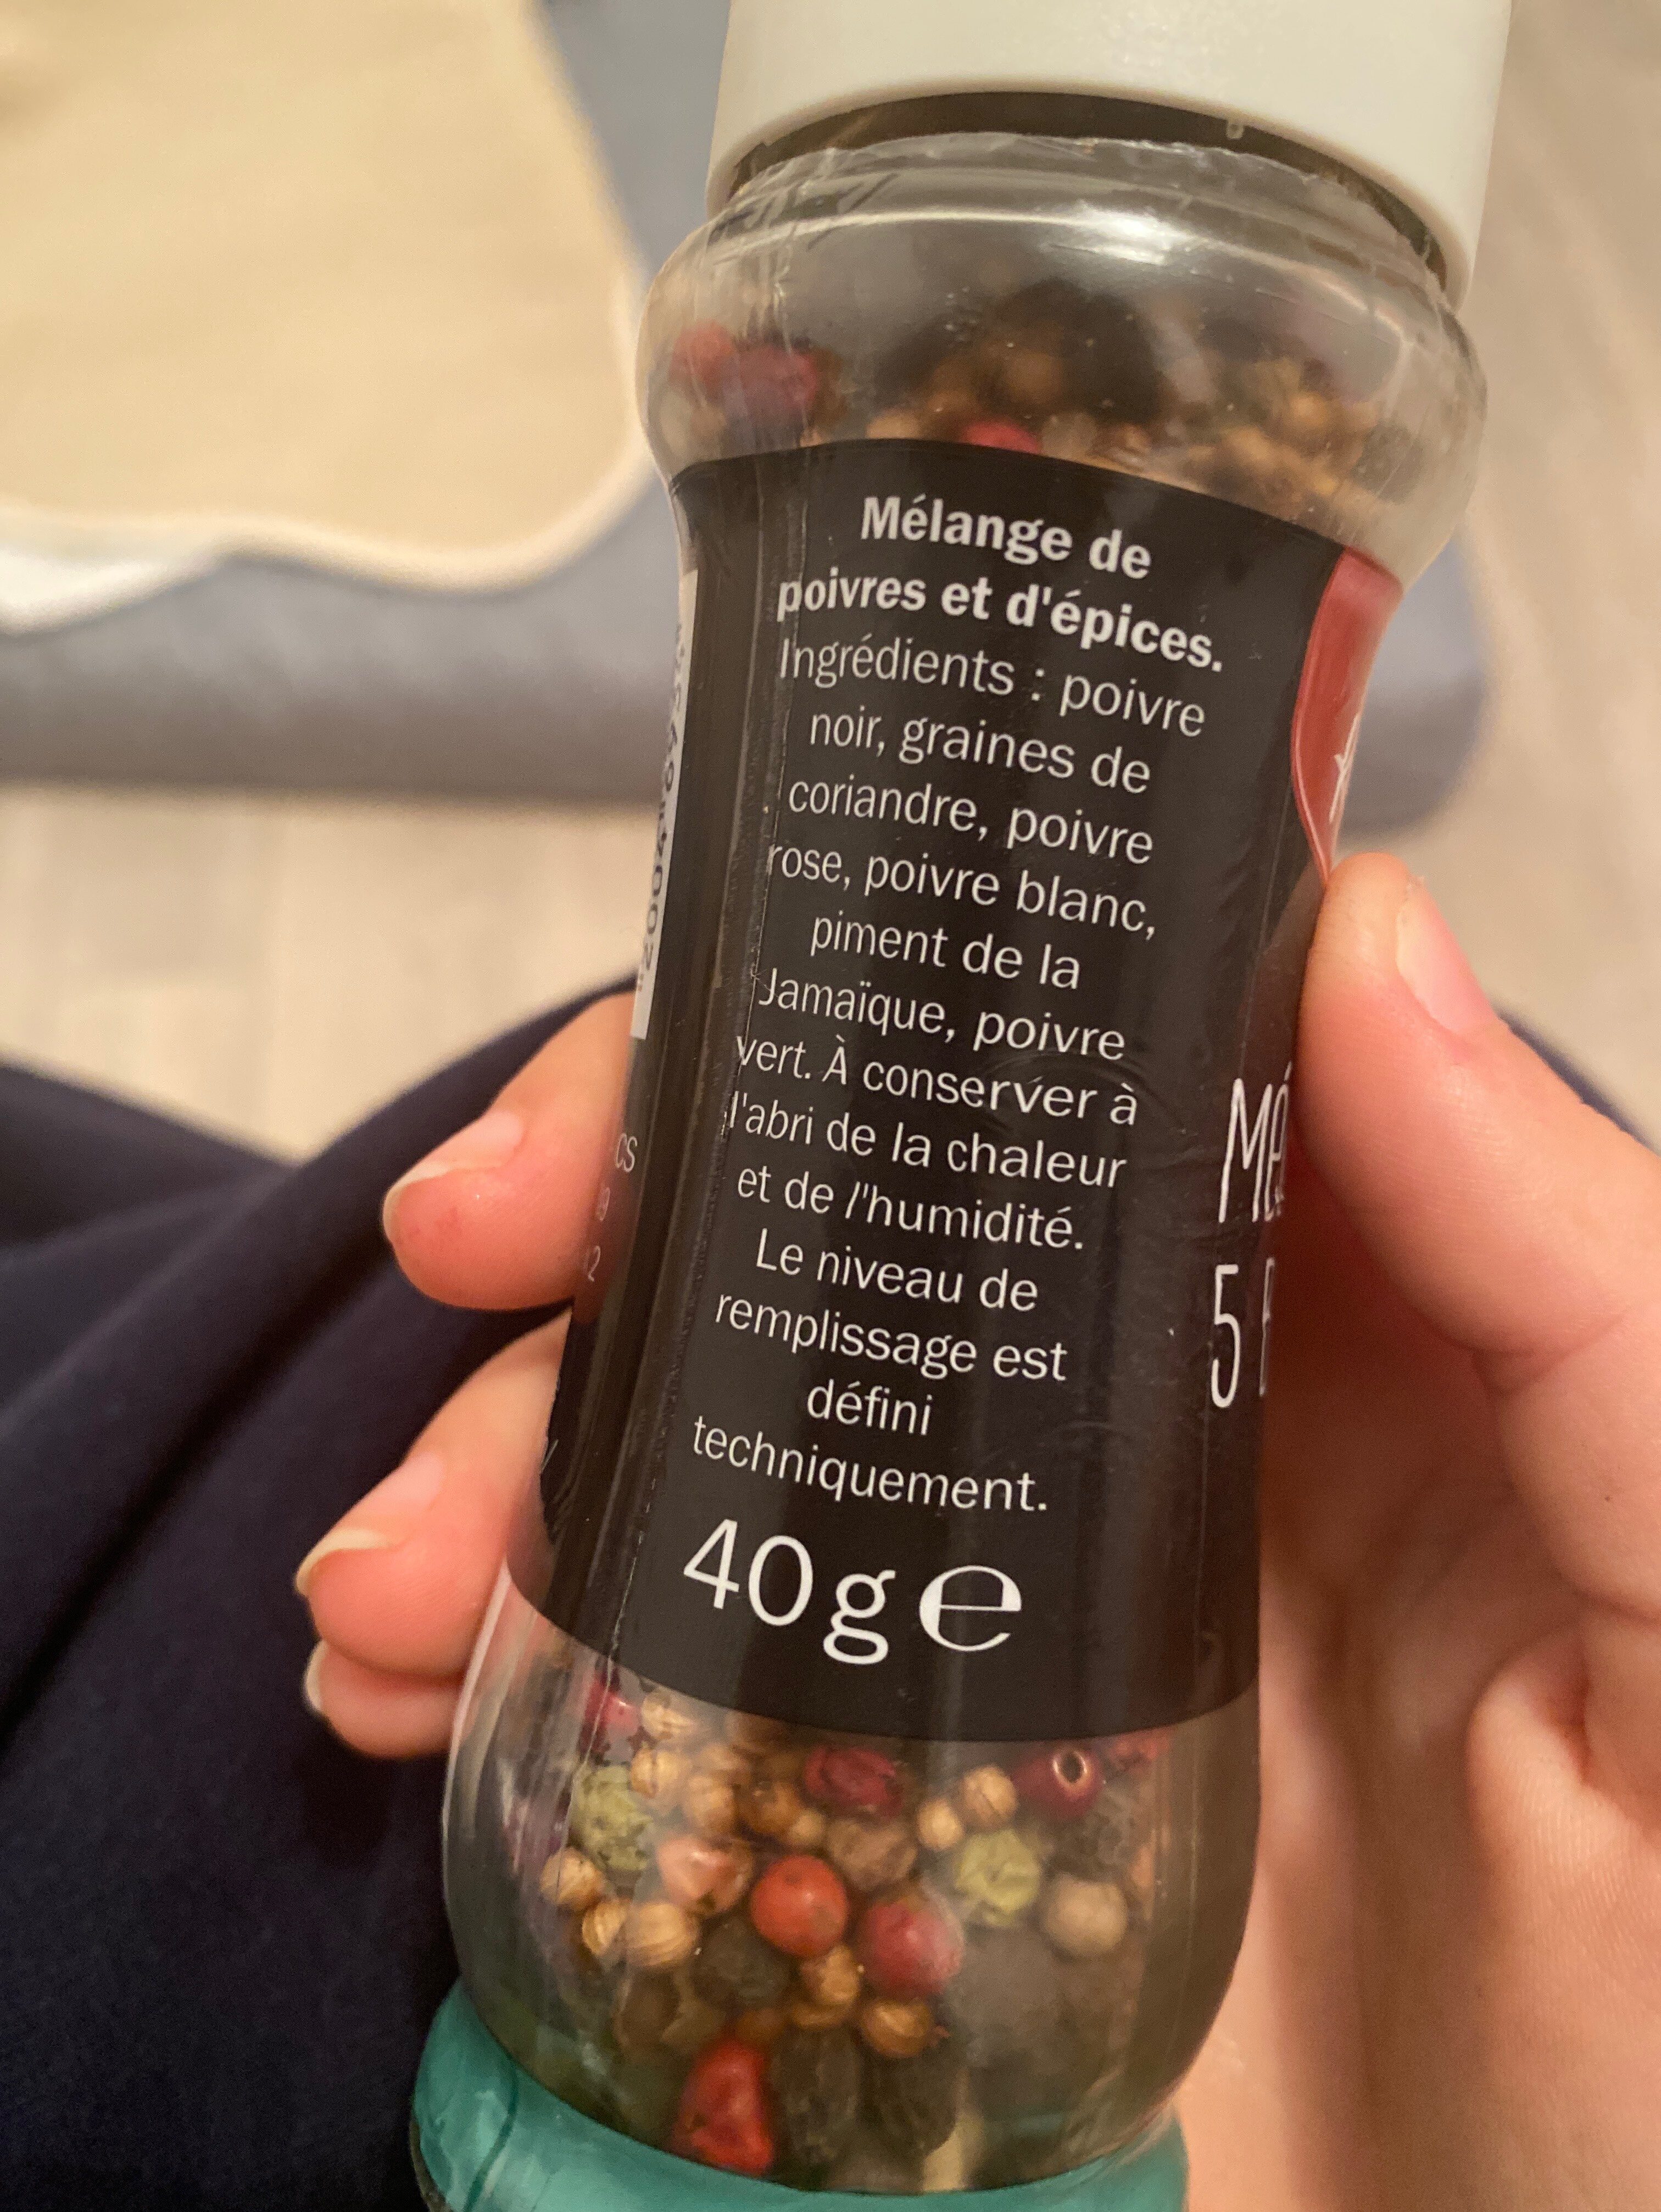 Mélange de
poivres et d'épices.
Ingrédients : poivre
noir, graines de
coriandre, poivre
rose, poivre blanc,
piment de la
Jamaïque, poivre
vert. À conserver à
l'abri de la chaleur
et de l'humidité.
Le niveau de
remplissage est
défini
techniquement.
40g e
5